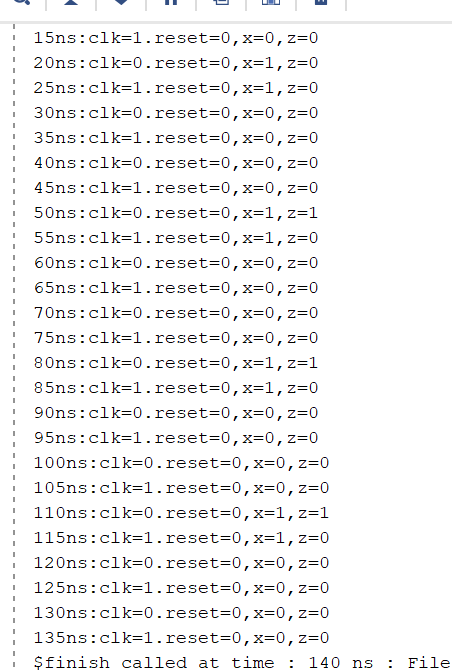 15ns:clk=1.reset=0,x=0,z=0
20ns:clk=0.reset=0,x=1,z=0
25ns:clk=1.reset=0,x=1,z=0
30ns:clk=0.reset=0,x=0,z=0
35ns:clk=1.reset=0,x=0,z=0
40ns:clk=0.reset=0,x=0,z=0
45ns:clk=1.reset=0,x=0,z=0
50ns:clk=0.reset=0,x=1,z=1
55ns:clk=1.reset=0,x=1,z=0
60ns:clk=0.reset=0,x=0,z=0
65ns:clk=1.reset=0,x=0,z=0
70ns:clk=0.reset=0,x=0,z=0
75ns:clk=1.reset=0,x=0,z=0
80ns:clk=0.reset=0,x=1,z=1
85ns:clk=1.reset=0,x=1,z=0
90ns:clk=0.reset=0,x=0,z=0
95ns:clk=1.reset=0,x=0,z=0
100ns:clk=0.reset=0,x=0,z=0
105ns:clk=1.reset=0,x=0,z=0
110ns:clk=0.reset=0,x=1,z=1
115ns:clk=1.reset=0,x=1,z=0
120ns:clk=0.reset=0,x=0,z=0
125ns:clk=1.reset=0,x=0,z=0
130ns:clk=0.reset=0,x=0,z=0
135ns:clk=1.reset=0,x=0,z=0
$finish called at time : 140 ns : File